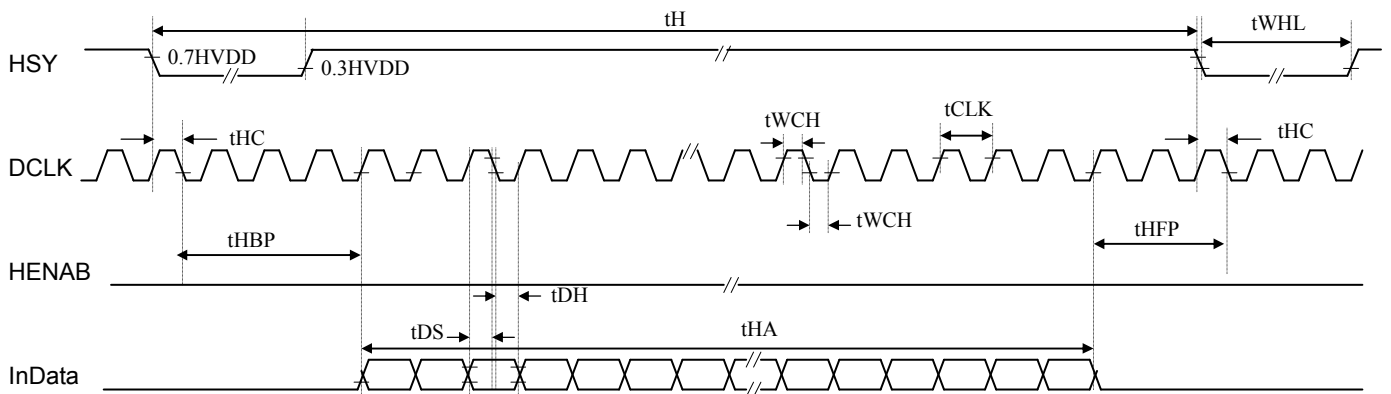 tH
tWHL
HSY
0.7HVDD
0.3HVDD
tHC
tWCH
tCLK
tHC
DCLK
tWCH
tHBP
tHFP
HENAB
tDH
tDS
tHA
InData